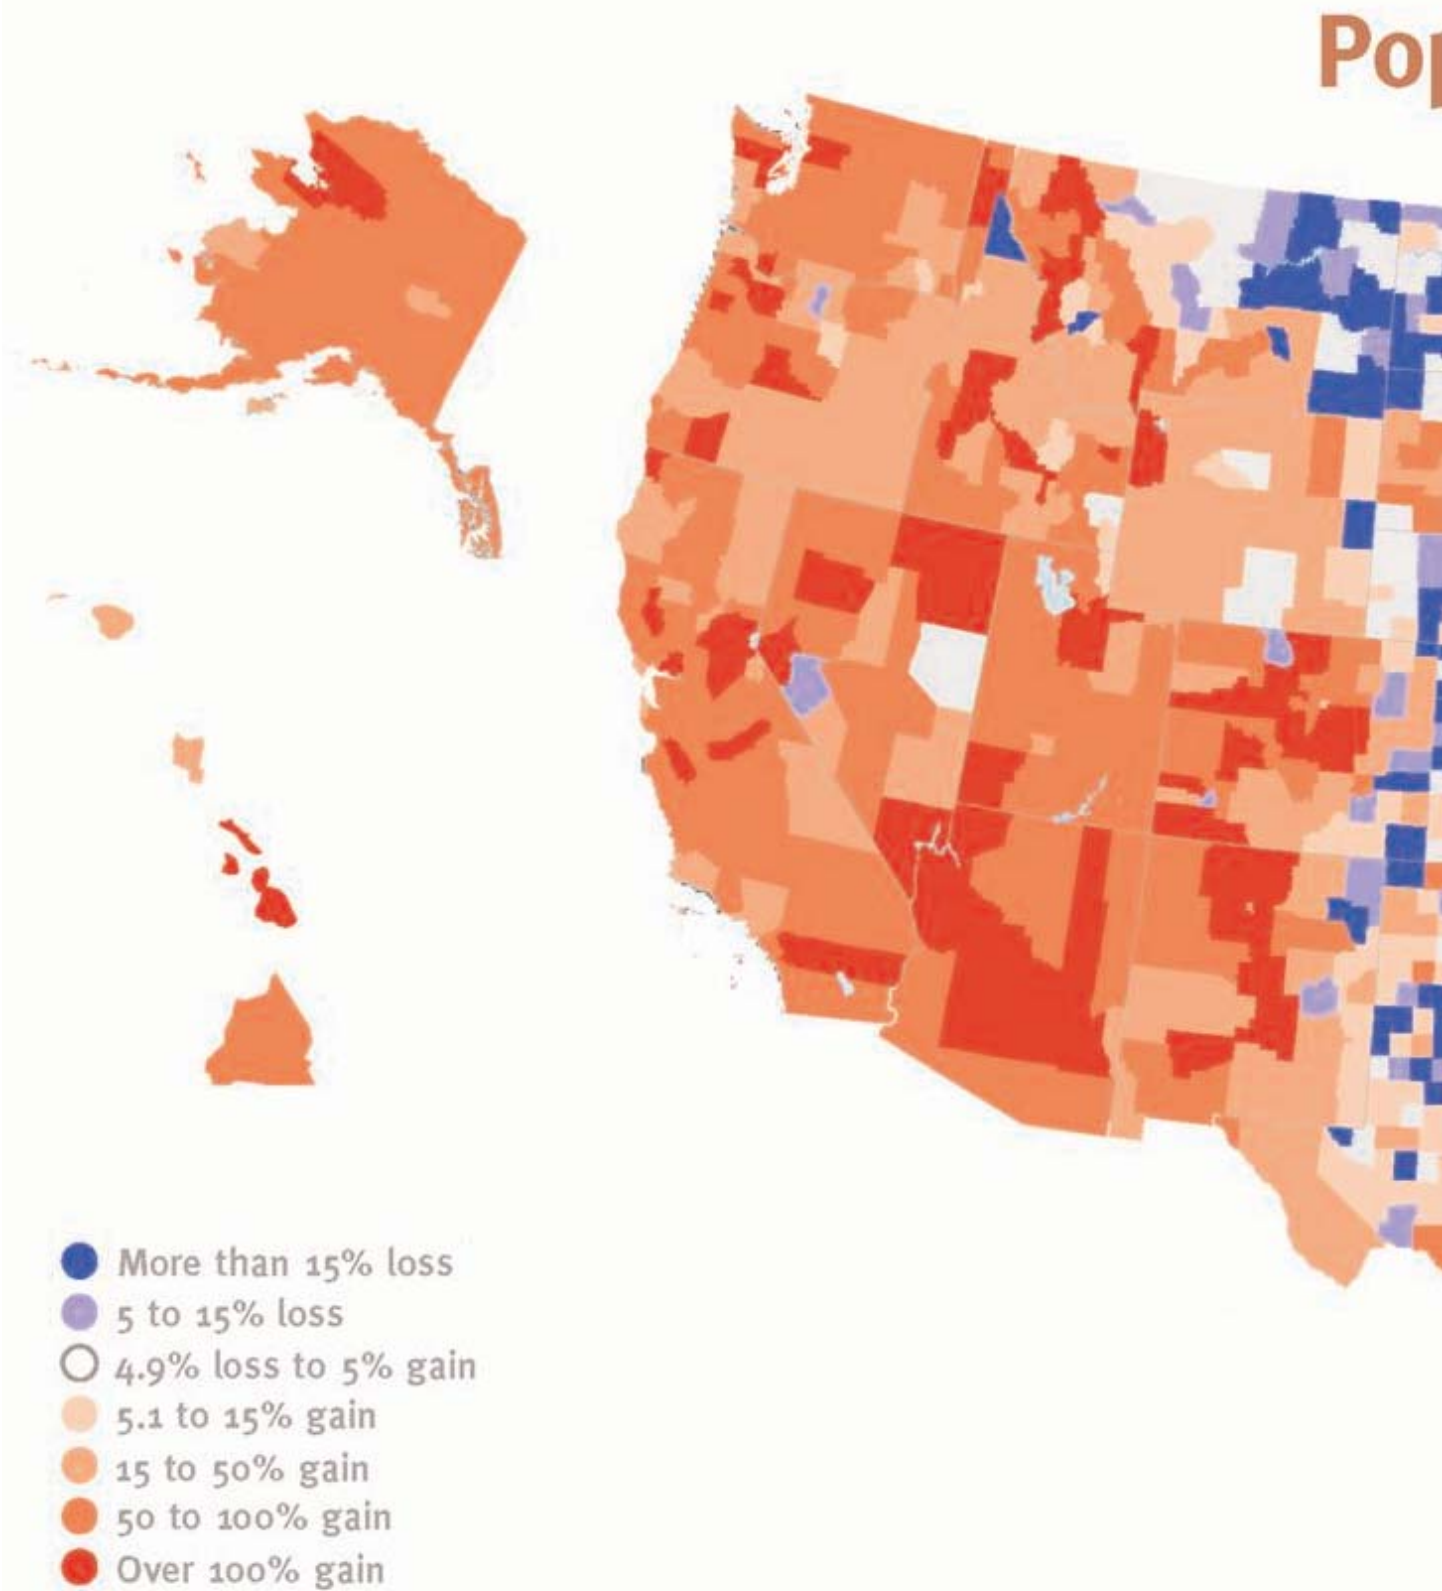 Pop
More than 15% loss
5 to 15% loss
4.9% loss to 5% gain
5.1 to 15% gain
15 to 50% gain
50 to 100% gain
Over 100% gain